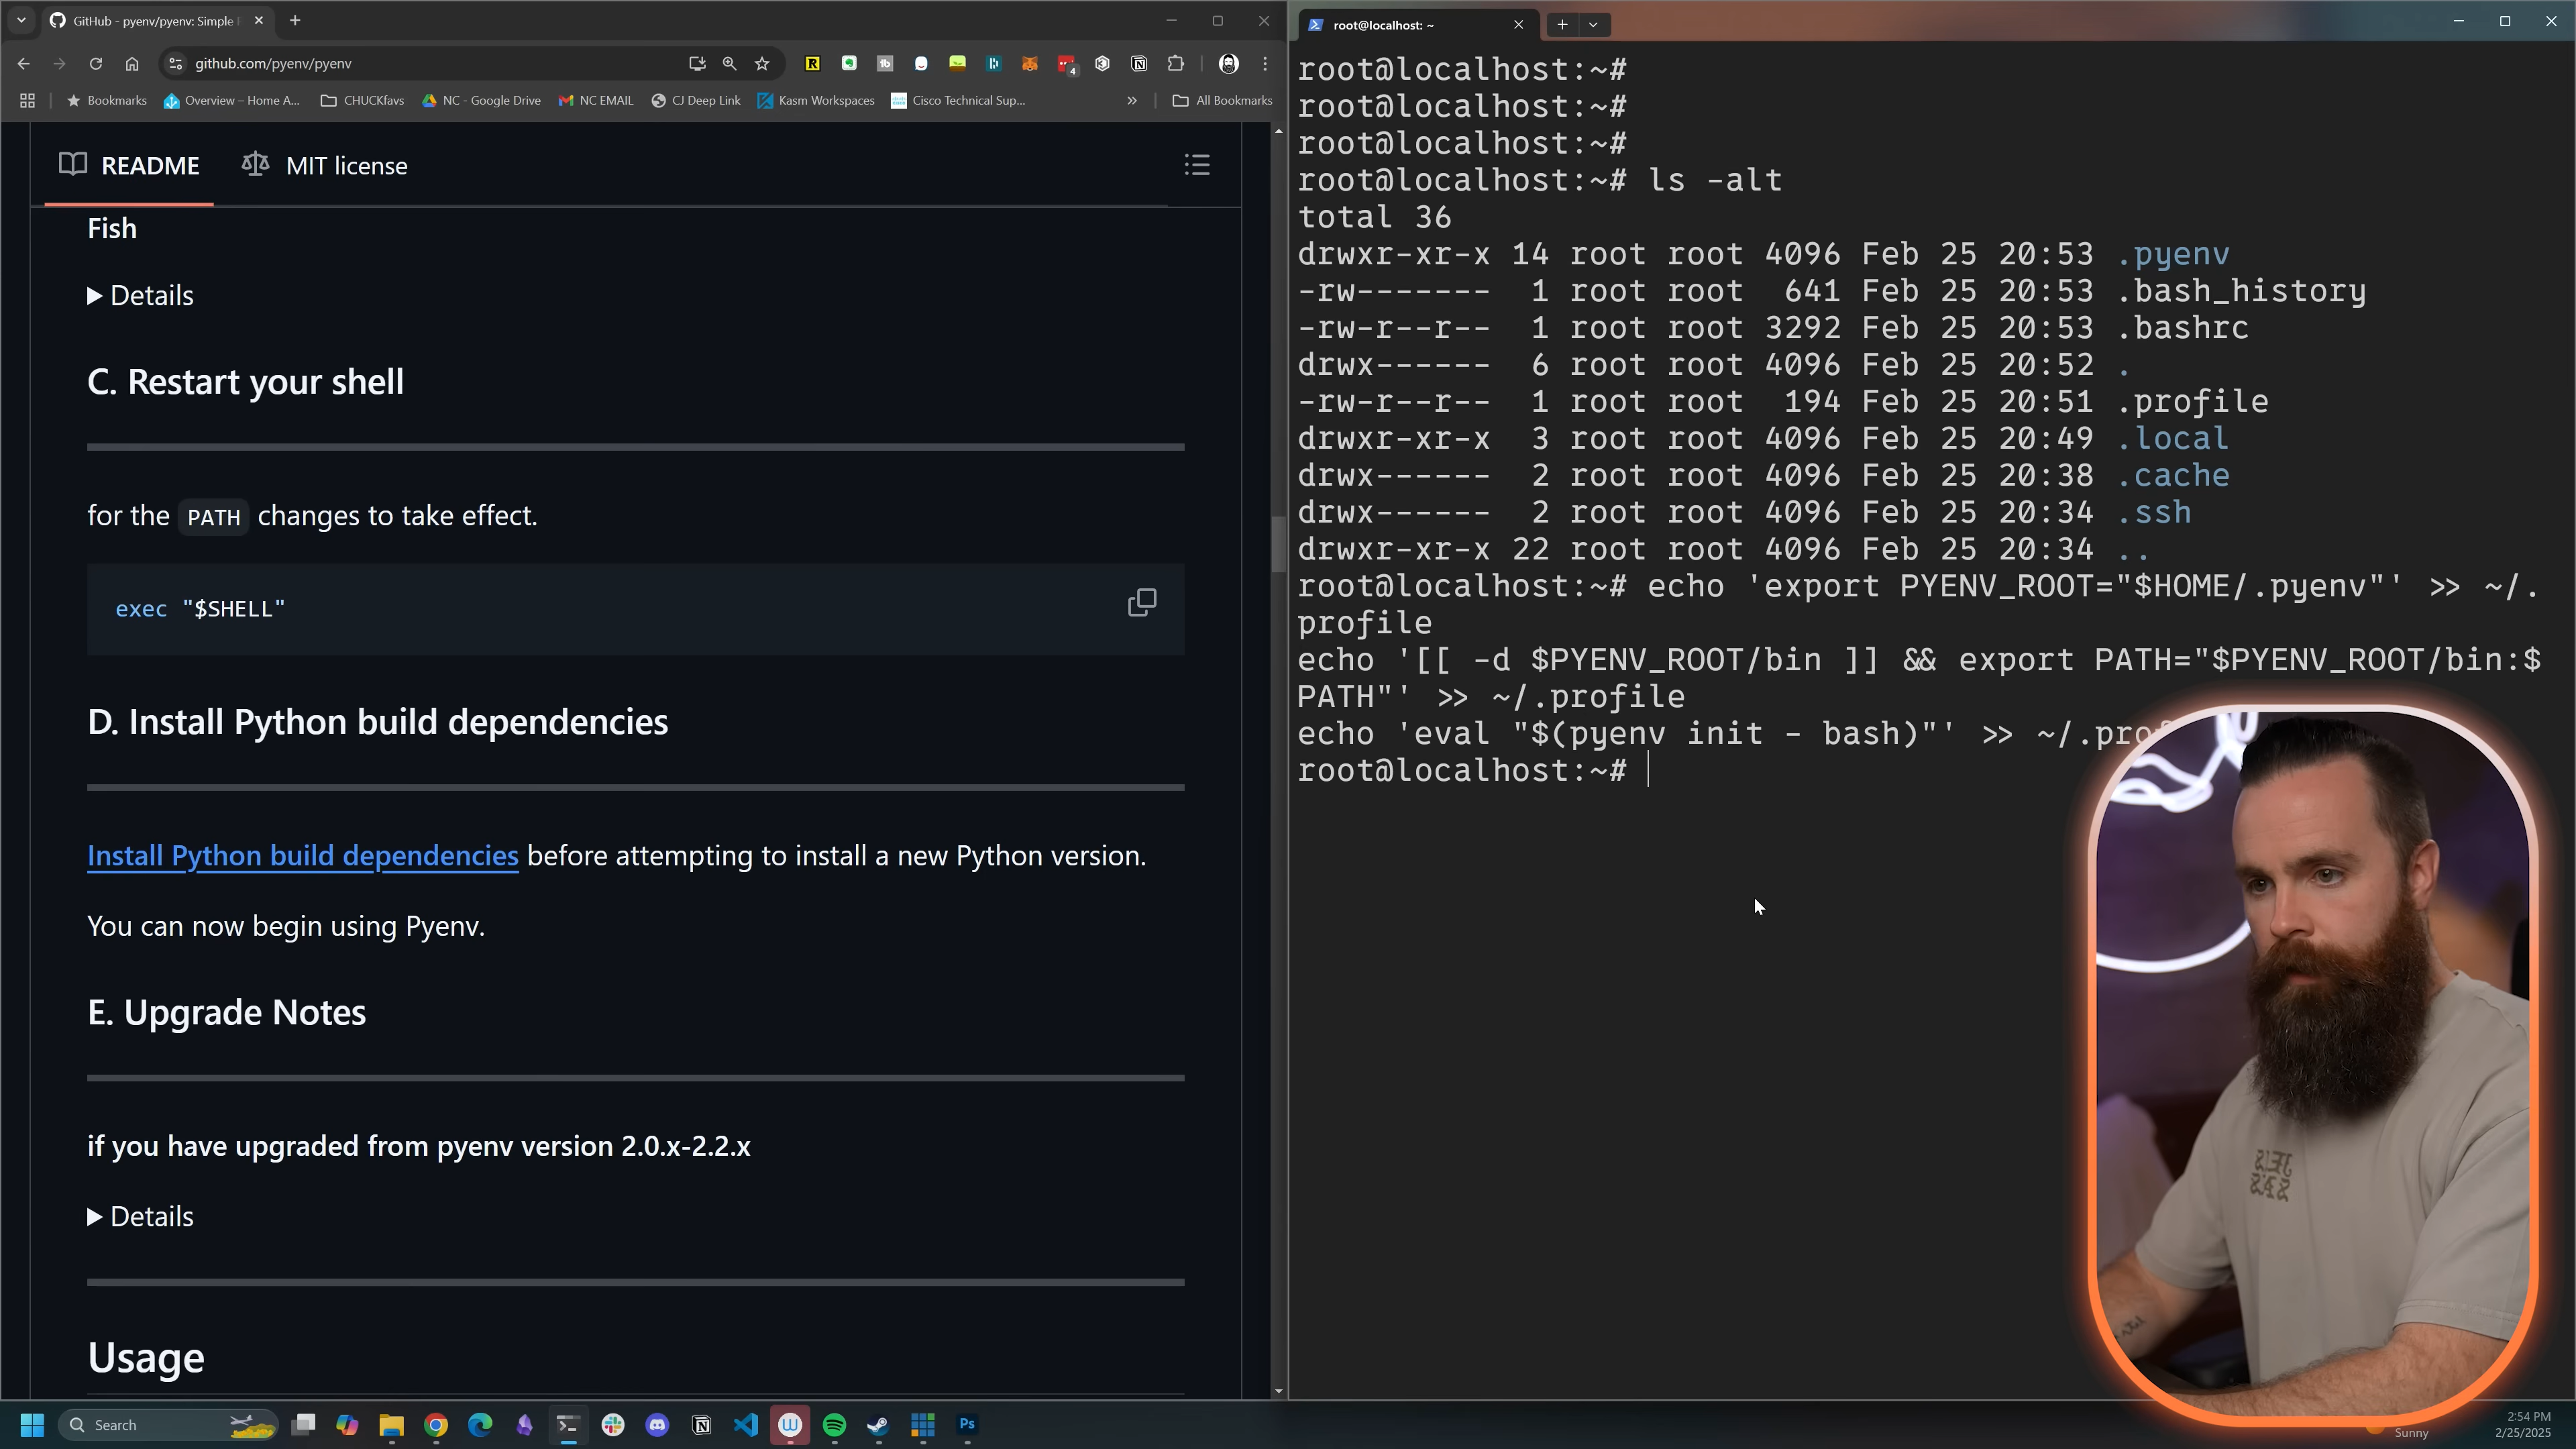 GitHub - pyenv/pyenv: Simple
github.com/pyenv/pyenv
4
Bookmarks
Overview – Home A...
CHUCKfavs
NC - Google Drive
NC EMAIL
CJ Deep Link
Kasm Workspaces
Cisco Technical Sup...
»
All Bookmarks
README
MIT license
Fish
Details
C. Restart your shell
for the PATH changes to take effect.
exec "$SHELL"
D. Install Python build dependencies
Install Python build dependencies before attempting to install a new Python version.
You can now begin using Pyenv.
E. Upgrade Notes
if you have upgraded from pyenv version 2.0.x-2.2.x
Details
Usage
root@localhost: ~
root@localhost:~#
root@localhost:~#
root@localhost:~#
root@localhost:~# ls -alt
total 36
drwxr-xr-x 14 root root 4096 Feb 25 20:53 .pyenv
-rw------- 1 root root 641 Feb 25 20:53 .bash_history
-rw-r--r-- 1 root root 3292 Feb 25 20:53 .bashrc
drwx------ 6 root root 4096 Feb 25 20:52 .
-rw-r--r-- 1 root root 194 Feb 25 20:51 .profile
drwxr-xr-x 3 root root 4096 Feb 25 20:49 .local
drwx------ 2 root root 4096 Feb 25 20:38 .cache
drwx------ 2 root root 4096 Feb 25 20:34 .ssh
drwxr-xr-x 22 root root 4096 Feb 25 20:34 ..
root@localhost:~# echo 'export PYENV_ROOT="$HOME/.pyenv"' >> ~/.
profile
echo '[[ -d $PYENV_ROOT/bin ]] && export PATH="$PYENV_ROOT/bin:$
PATH"' >> ~/.profile
echo 'eval "$(pyenv init - bash)"' >> ~/.prof
root@localhost:~#
Search
Ps
Sunny
2:54 PM
2/25/2025